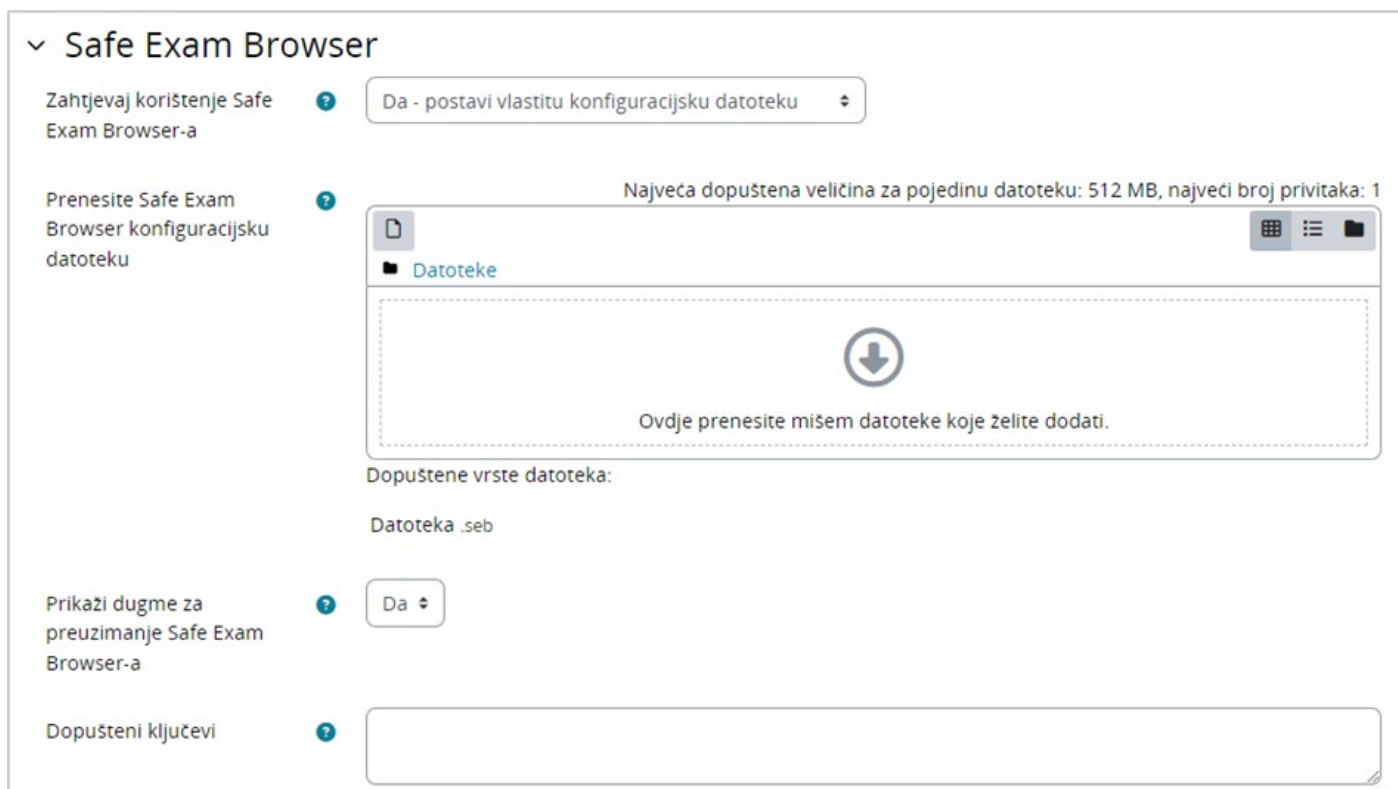 Safe Exam Browser
Zahtjevaj korištenje Safe
Exam Browser-a
Da - postavi vlastitu konfiguracijsku datoteku
Prenesite Safe Exam
Browser konfiguracijsku
datoteku
Najveća dopuštena veličina za pojedinu datoteku: 512 MB, najveći broj privitaka: 1
Datoteke
Ovdje prenesite mišem datoteke koje želite dodati.
Dopuštene vrste datoteka:
Datoteka .seb
Prikaži dugme za
preuzimanje Safe Exam
Browser-a
Da
Dopušteni ključevi